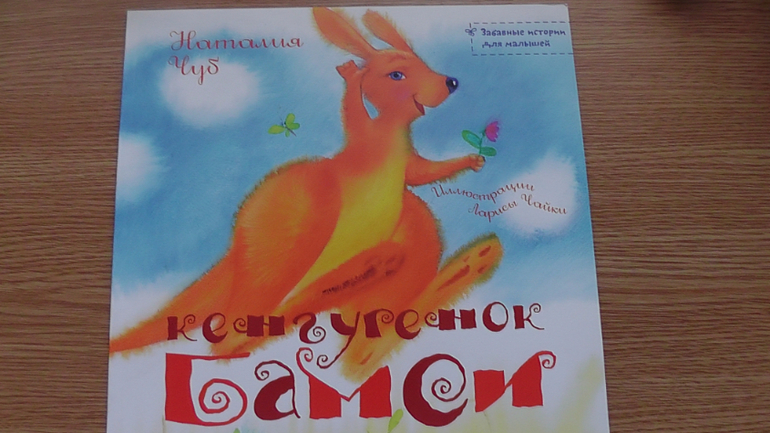 Наталия
Чуб
Забавные истории
для малышей
Иллюстрации
Ларисы Чайки
кенгуренок
Бамси